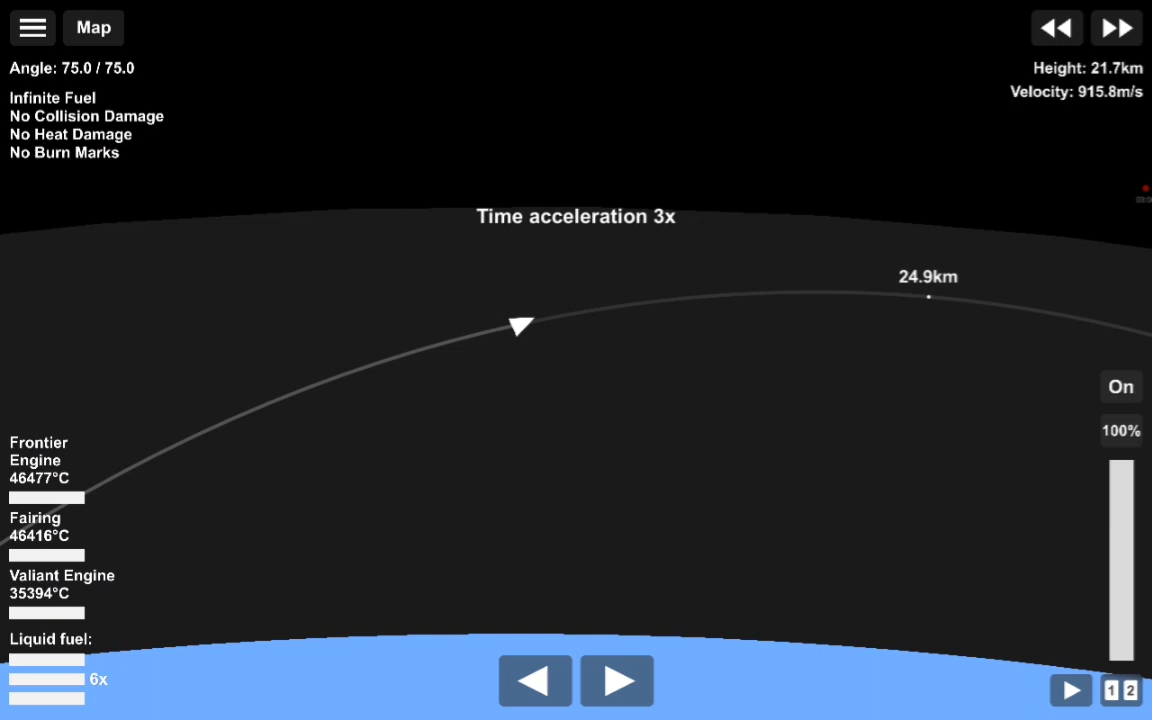 Map
Angle: 75.0 / 75.0
Infinite Fuel
No Collision Damage
No Heat Damage
No Burn Marks
Height: 21.7km
Velocity: 915.8m/s
Time acceleration 3x
24.9km
On
100%
Frontier
Engine
46477°C
Fairing
46416°C
Valiant Engine
35394°C
Liquid fuel:
6x
1 2